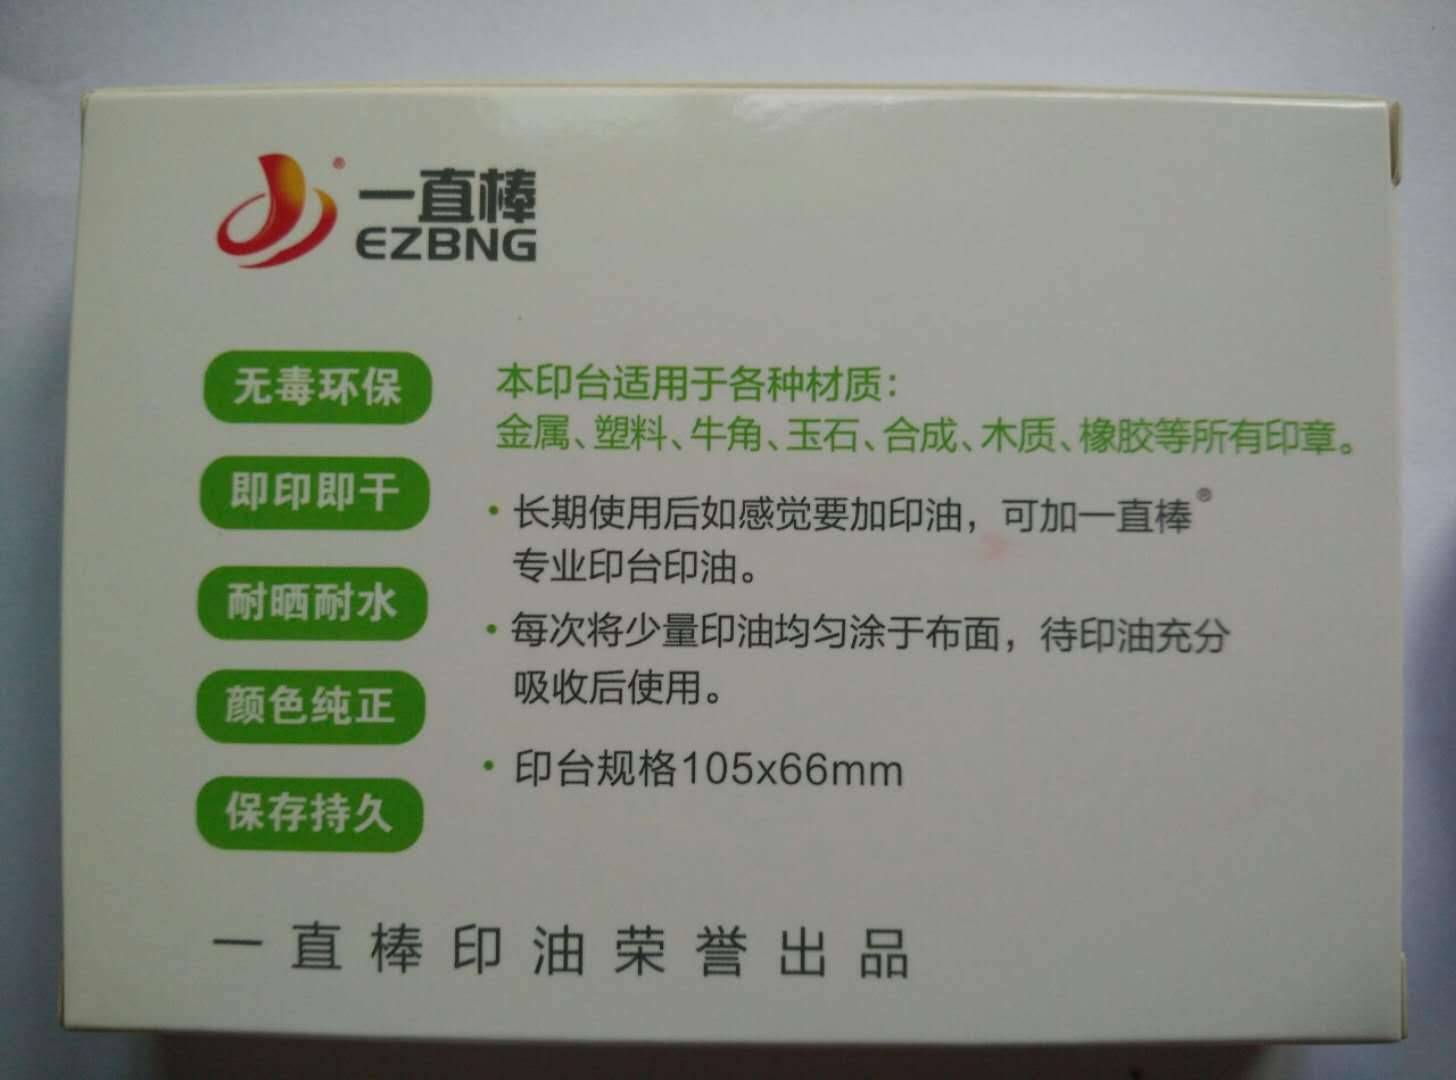 一直棒®
EZBNG
无毒环保
即印即干
耐晒耐水
颜色纯正
保存持久
本印台适用于各种材质：
金属、塑料、牛角、玉石、合成、木质、橡胶等所有印章。
·长期使用后如感觉要加印油，可加一直棒®
专业印台印油。
·每次将少量印油均匀涂于布面，待印油充分
吸收后使用。
·印台规格105x66mm
一直棒印油荣誉出品